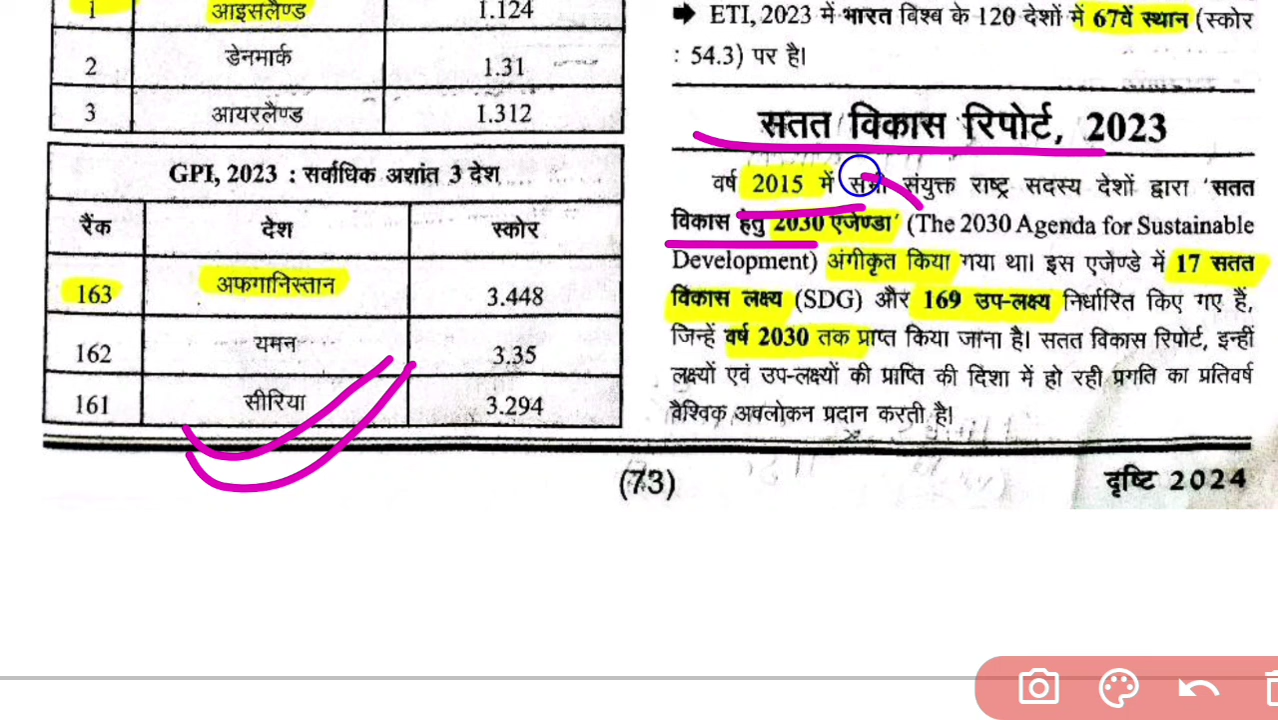 1 आइसलैण्ड 1.124
2 डेनमार्क 1.31
3 आयरलैण्ड 1.312
GPI, 2023 : सर्वाधिक अशांत 3 देश
रैंक देश स्कोर
163 अफगानिस्तान 3.448
162 यमन 3.35
161 सीरिया 3.294
➡ ETI, 2023 में भारत विश्व के 120 देशों में 67वें स्थान (स्कोर
: 54.3) पर है।
सतत विकास रिपोर्ट, 2023
वर्ष 2015 में सभी संयुक्त राष्ट्र सदस्य देशों द्वारा ‘सतत
विकास हेतु 2030 एजेण्डा’ (The 2030 Agenda for Sustainable
Development) अंगीकृत किया गया था। इस एजेण्डे में 17 सतत
विकास लक्ष्य (SDG) और 169 उप-लक्ष्य निर्धारित किए गए हैं,
जिन्हें वर्ष 2030 तक प्राप्त किया जाना है। सतत विकास रिपोर्ट, इन्हीं
लक्ष्यों एवं उप-लक्ष्यों की प्राप्ति की दिशा में हो रही प्रगति का प्रतिवर्ष
वैश्विक अवलोकन प्रदान करती है।
(73)
दृष्टि 2024